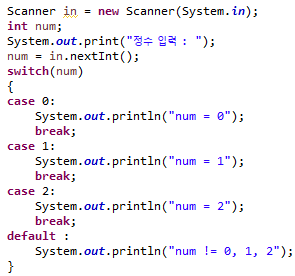 Scanner in = new Scanner(System.in);
int num;
System.out.print("정수 입력 : ");
num = in.nextInt();
switch(num)
{
case 0:
    System.out.println("num = 0");
    break;
case 1:
    System.out.println("num = 1");
    break;
case 2:
    System.out.println("num = 2");
    break;
default :
    System.out.println("num != 0, 1, 2");
}